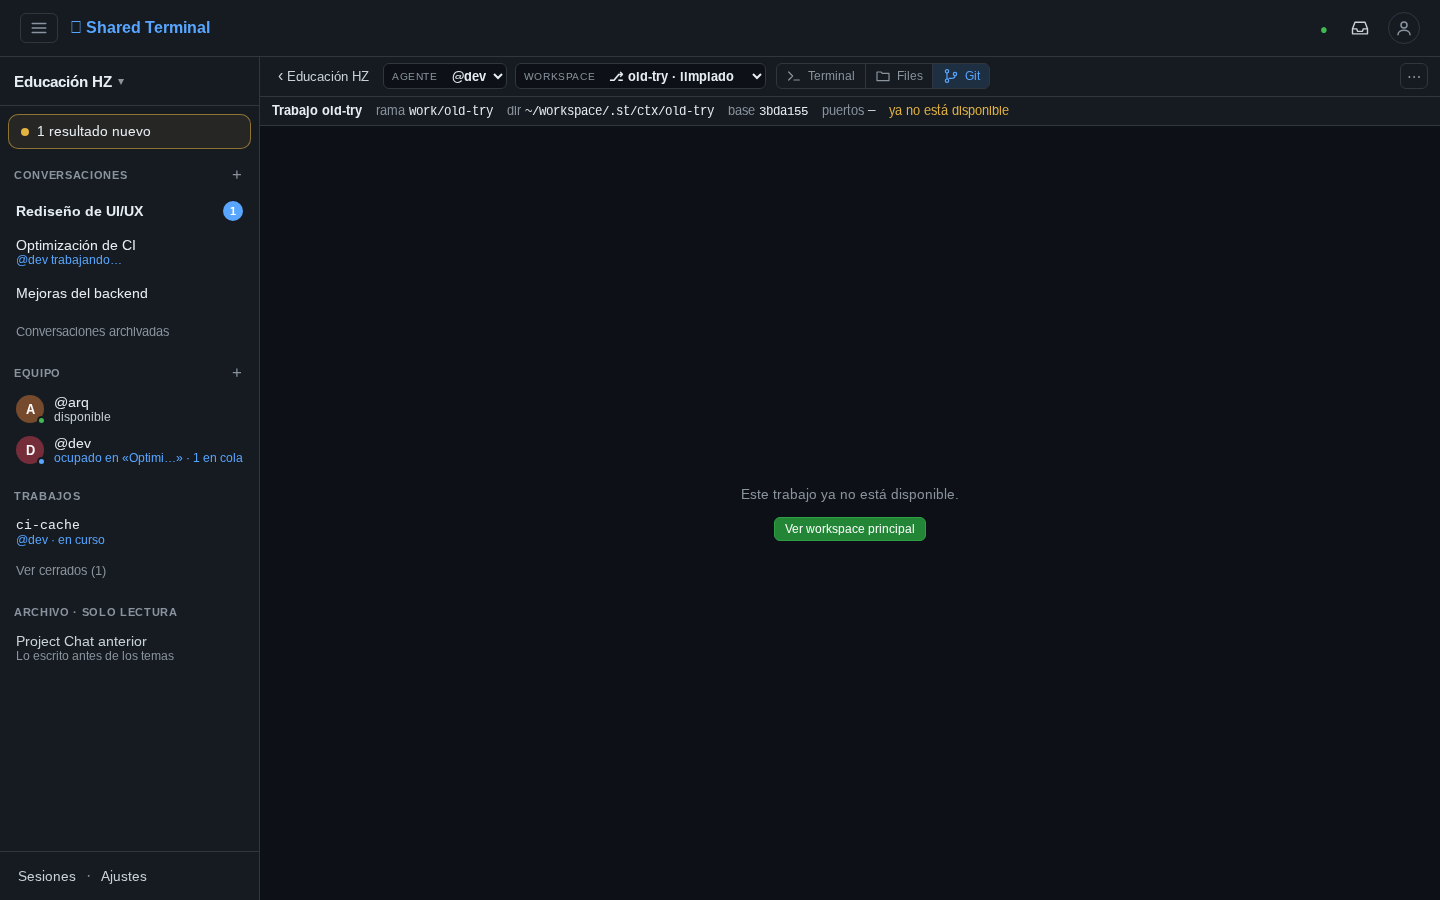 Shared Terminal
Educación HZ
1 resultado nuevo
CONVERSACIONES
Rediseño de UI/UX 1
Optimización de CI
@dev trabajando…
Mejoras del backend
Conversaciones archivadas
EQUIPO
A @arq
disponible
D @dev
ocupado en «Optimi…» · 1 en cola
TRABAJOS
ci-cache
@dev · en curso
Ver cerrados (1)
ARCHIVO · SOLO LECTURA
Project Chat anterior
Lo escrito antes de los temas
Sesiones · Ajustes
‹ Educación HZ AGENTE @dev WORKSPACE ⎇ old-try · limpiado Terminal Files Git ⋯
Trabajo old-try rama work/old-try dir ~/workspace/.st/ctx/old-try base 3bda155 puertos — ya no está disponible
Este trabajo ya no está disponible.
Ver workspace principal